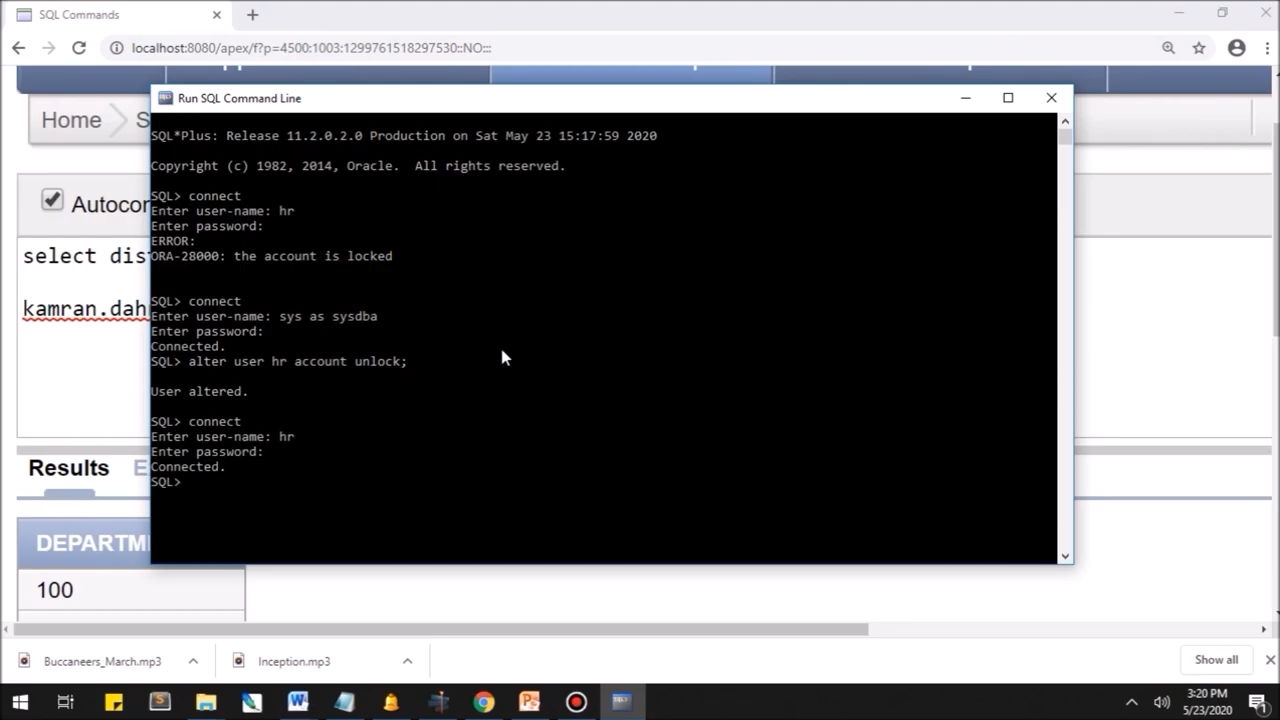 SQL Commands
localhost:8080/apex/f?p=4500:1003:1299761518297530::NO:::
Home
Run SQL Command Line
SQL*Plus: Release 11.2.0.2.0 Production on Sat May 23 15:17:59 2020
Copyright (c) 1982, 2014, Oracle.  All rights reserved.
SQL> connect
Enter user-name: hr
Enter password:
ERROR:
ORA-28000: the account is locked
SQL> connect
Enter user-name: sys as sysdba
Enter password:
Connected.
SQL> alter user hr account unlock;
User altered.
SQL> connect
Enter user-name: hr
Enter password:
Connected.
SQL>
Autocor
select dis
kamran.dah
Results
DEPARTM
100
Buccaneers_March.mp3
Inception.mp3
Show all
3:20 PM
5/23/2020